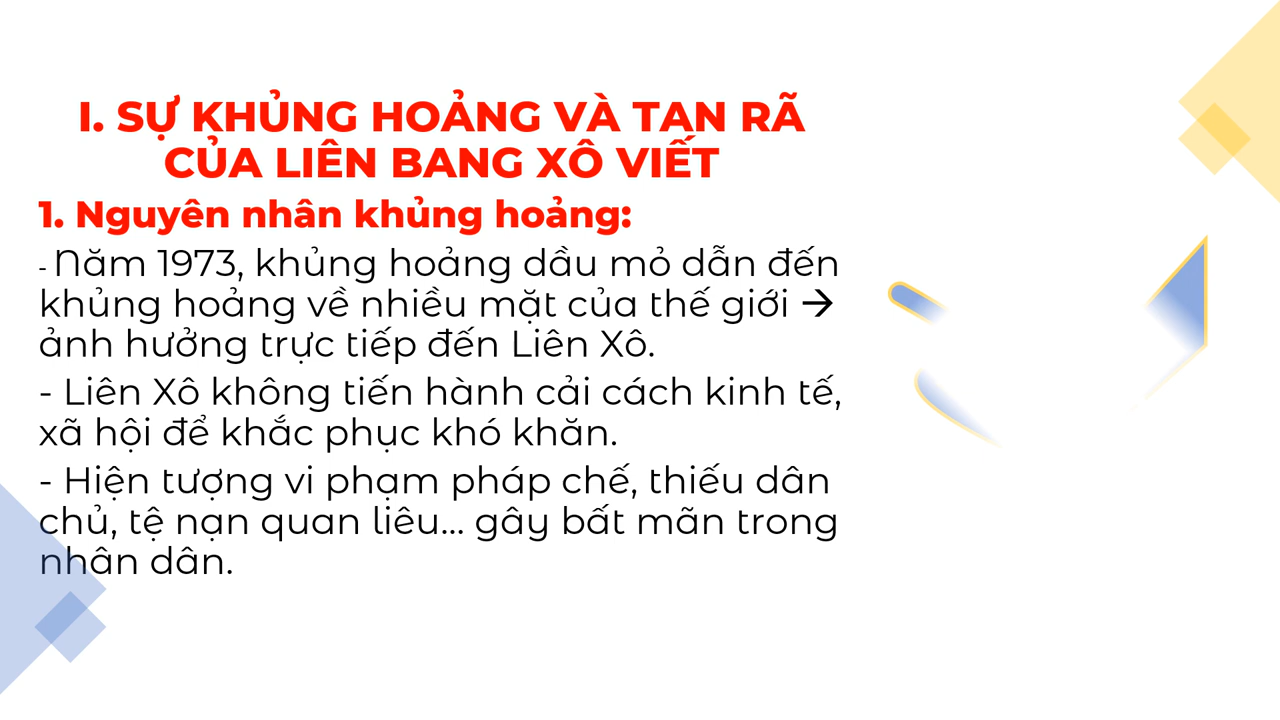 I. SỰ KHỦNG HOẢNG VÀ TAN RÃ
CỦA LIÊN BANG XÔ VIẾT
1. Nguyên nhân khủng hoảng:
- Năm 1973, khủng hoảng dầu mỏ dẫn đến
khủng hoảng về nhiều mặt của thế giới →
ảnh hưởng trực tiếp đến Liên Xô.
- Liên Xô không tiến hành cải cách kinh tế,
xã hội để khắc phục khó khăn.
- Hiện tượng vi phạm pháp chế, thiếu dân
chủ, tệ nạn quan liêu... gây bất mãn trong
nhân dân.